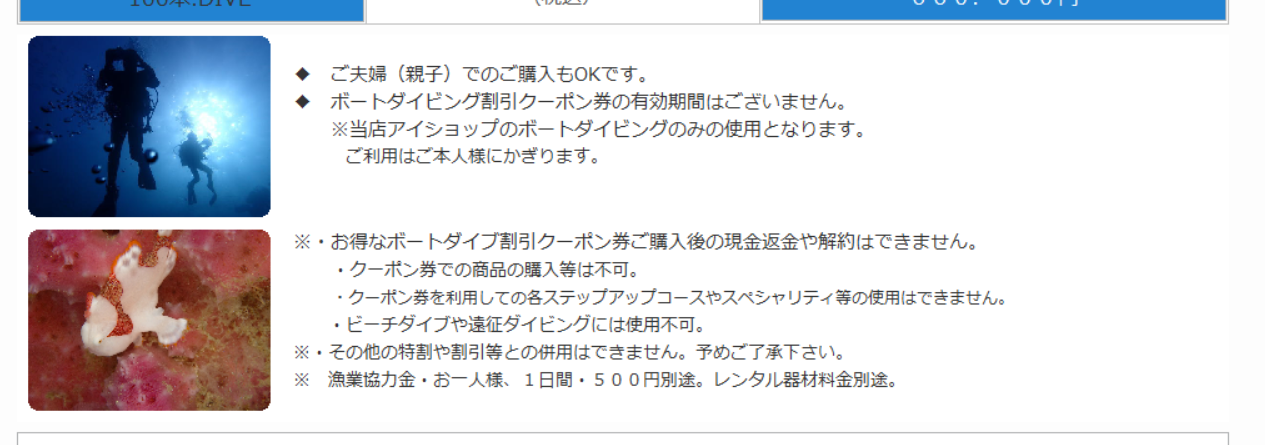 100本.DIVE
(税込)
◆ ご夫婦（親子）でのご購入もOKです。
◆ ボートダイビング割引クーポン券の有効期間はございません。
※当店アイショップのボートダイビングのみの使用となります。
ご利用はご本人様にかぎります。
※・お得なボートダイブ割引クーポン券ご購入後の現金返金や解約はできません。
・クーポン券での商品の購入等は不可。
・クーポン券を利用しての各ステップアップコースやスペシャリティ等の使用はできません。
・ビーチダイブや遠征ダイビングには使用不可。
※・その他の特割や割引等との併用はできません。予めご了承下さい。
※ 漁業協力金・お一人様、１日間・５００円別途。レンタル器材料金別途。